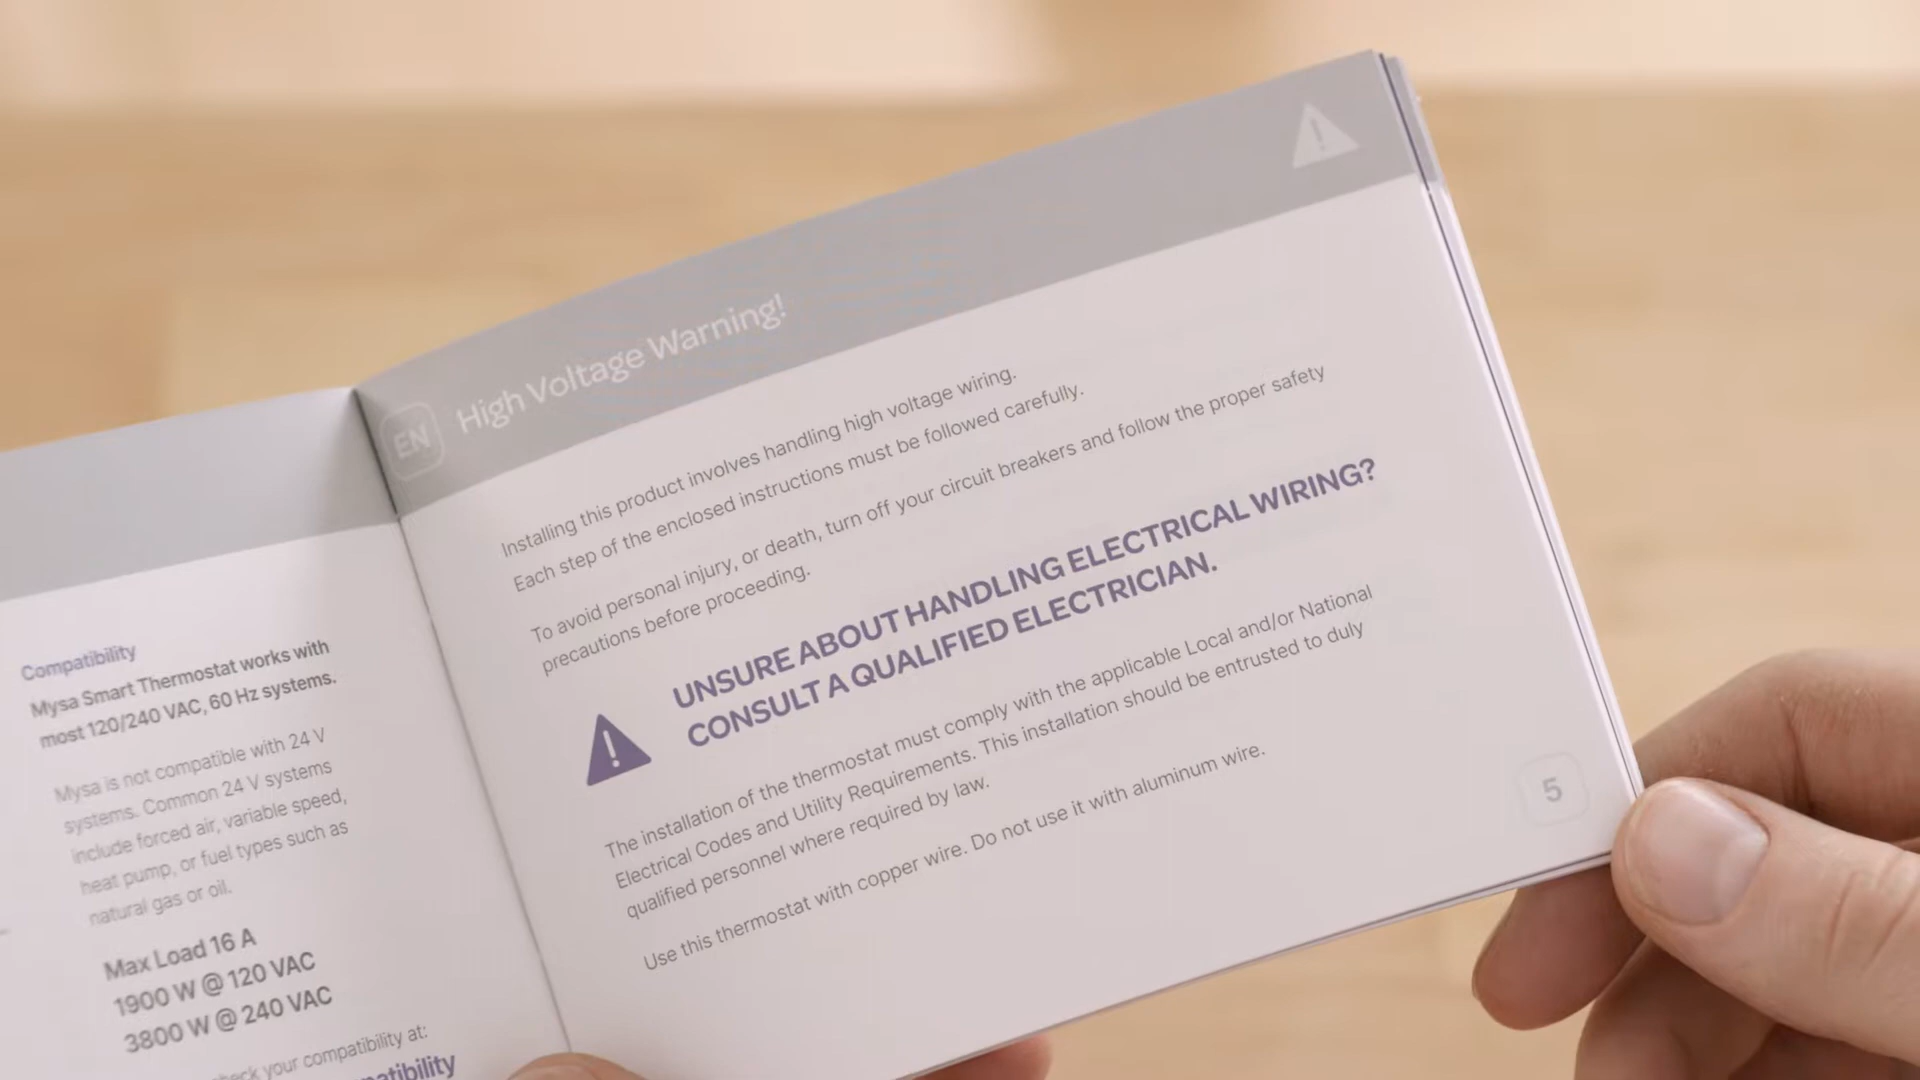 Compatibility
Mysa Smart Thermostat works with
most 120/240 VAC, 60 Hz systems.
Mysa is not compatible with 24 V
systems. Common 24 V systems
include forced air, variable speed,
heat pump, or fuel types such as
natural gas or oil.
Max Load 16 A
1900 W @ 120 VAC
3800 W @ 240 VAC
your compatibility at:
EN High Voltage Warning!
Installing this product involves handling high voltage wiring.
Each step of the enclosed instructions must be followed carefully.
To avoid personal injury, or death, turn off your circuit breakers and follow the proper safety
precautions before proceeding.
UNSURE ABOUT HANDLING ELECTRICAL WIRING?
CONSULT A QUALIFIED ELECTRICIAN.
The installation of the thermostat must comply with the applicable Local and/or National
Electrical Codes and Utility Requirements. This installation should be entrusted to duly
qualified personnel where required by law.
Use this thermostat with copper wire. Do not use it with aluminum wire.
5